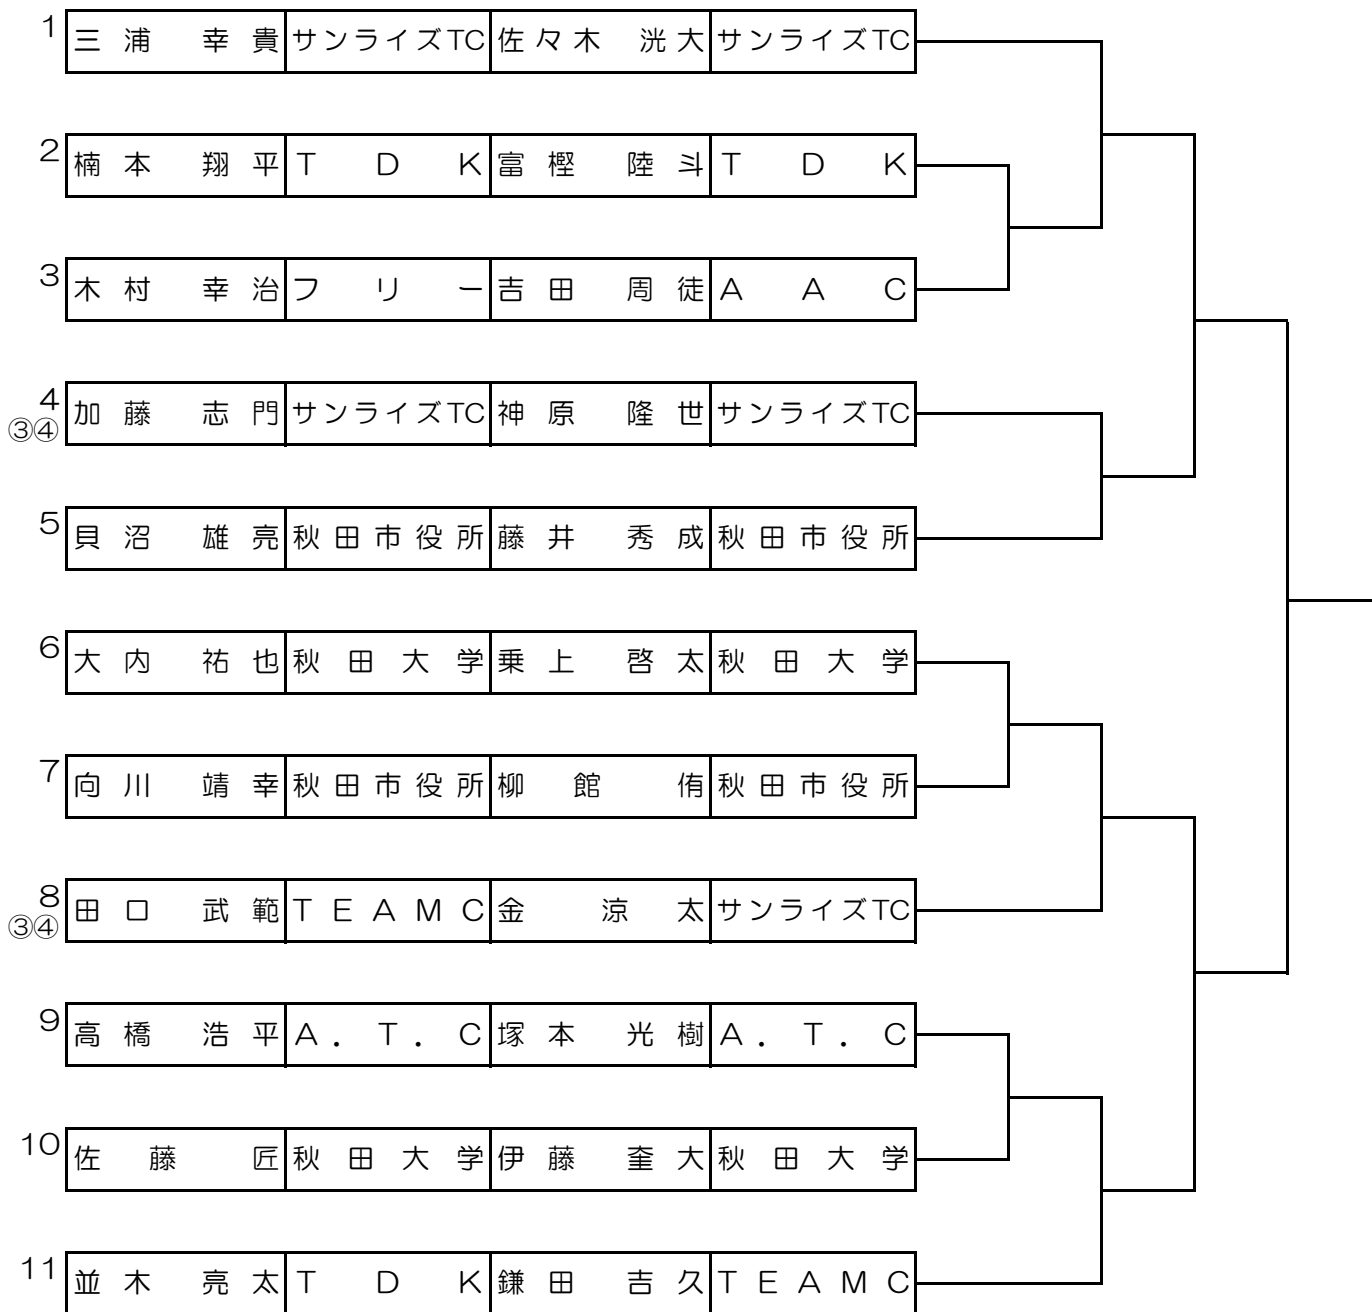 1 三浦 幸貴 サンライズTC 佐々木 洸大 サンライズTC
2 楠本 翔平 TDK 富樫 陸斗 TDK
3 木村 幸治 フリー 吉田 周徒 AAC
4 加藤 志門 サンライズTC 神原 隆世 サンライズTC
③④
5 貝沼 雄亮 秋田市役所 藤井 秀成 秋田市役所
6 大内 祐也 秋田大学 乗上 啓太 秋田大学
7 向川 靖幸 秋田市役所 柳館 侑 秋田市役所
8 田口 武範 TEAMC 金 涼太 サンライズTC
③④
9 高橋 浩平 A.T.C 塚本 光樹 A.T.C
10 佐藤 匠 秋田大学 伊藤 奎大 秋田大学
11 並木 亮太 TDK 鎌田 吉久 TEAMC